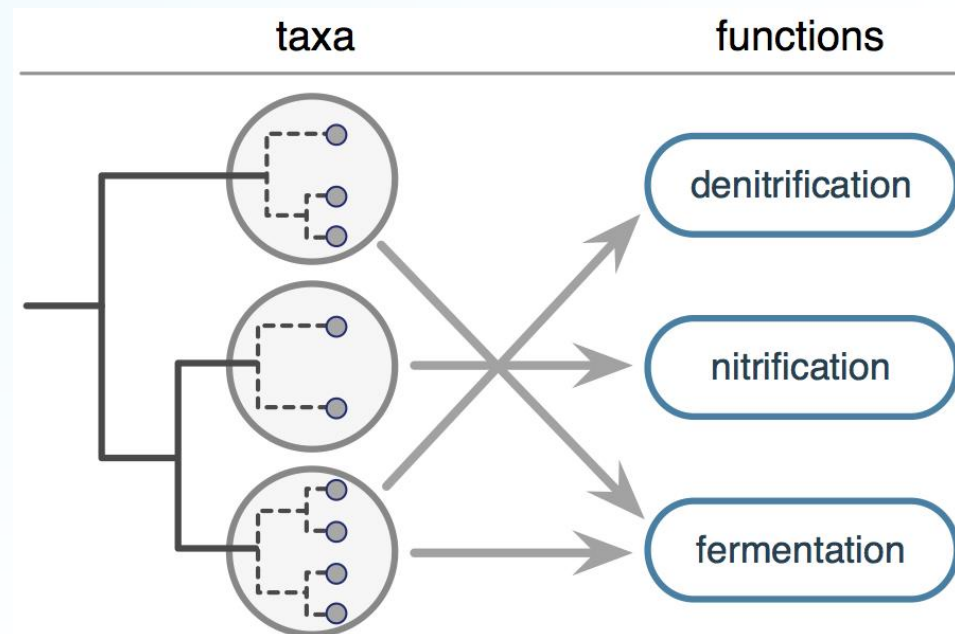 taxa functions
denitrification
nitrification
fermentation